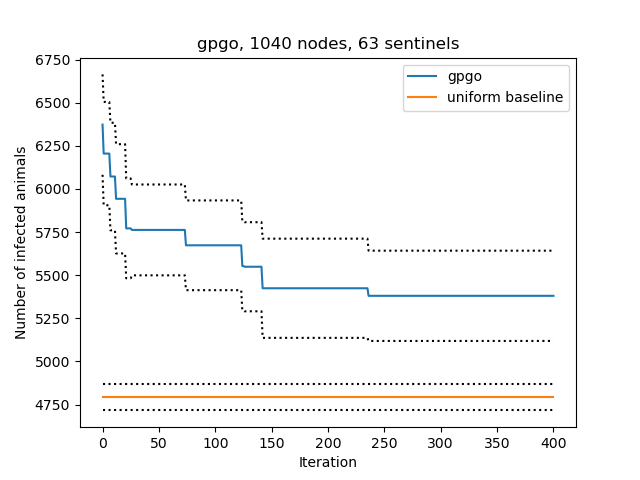 gpgo, 1040 nodes, 63 sentinels
gpgo
uniform baseline
Number of infected animals
6750
6500
6250
6000
5750
5500
5250
5000
4750
0 50 100 150 200 250 300 350 400
Iteration